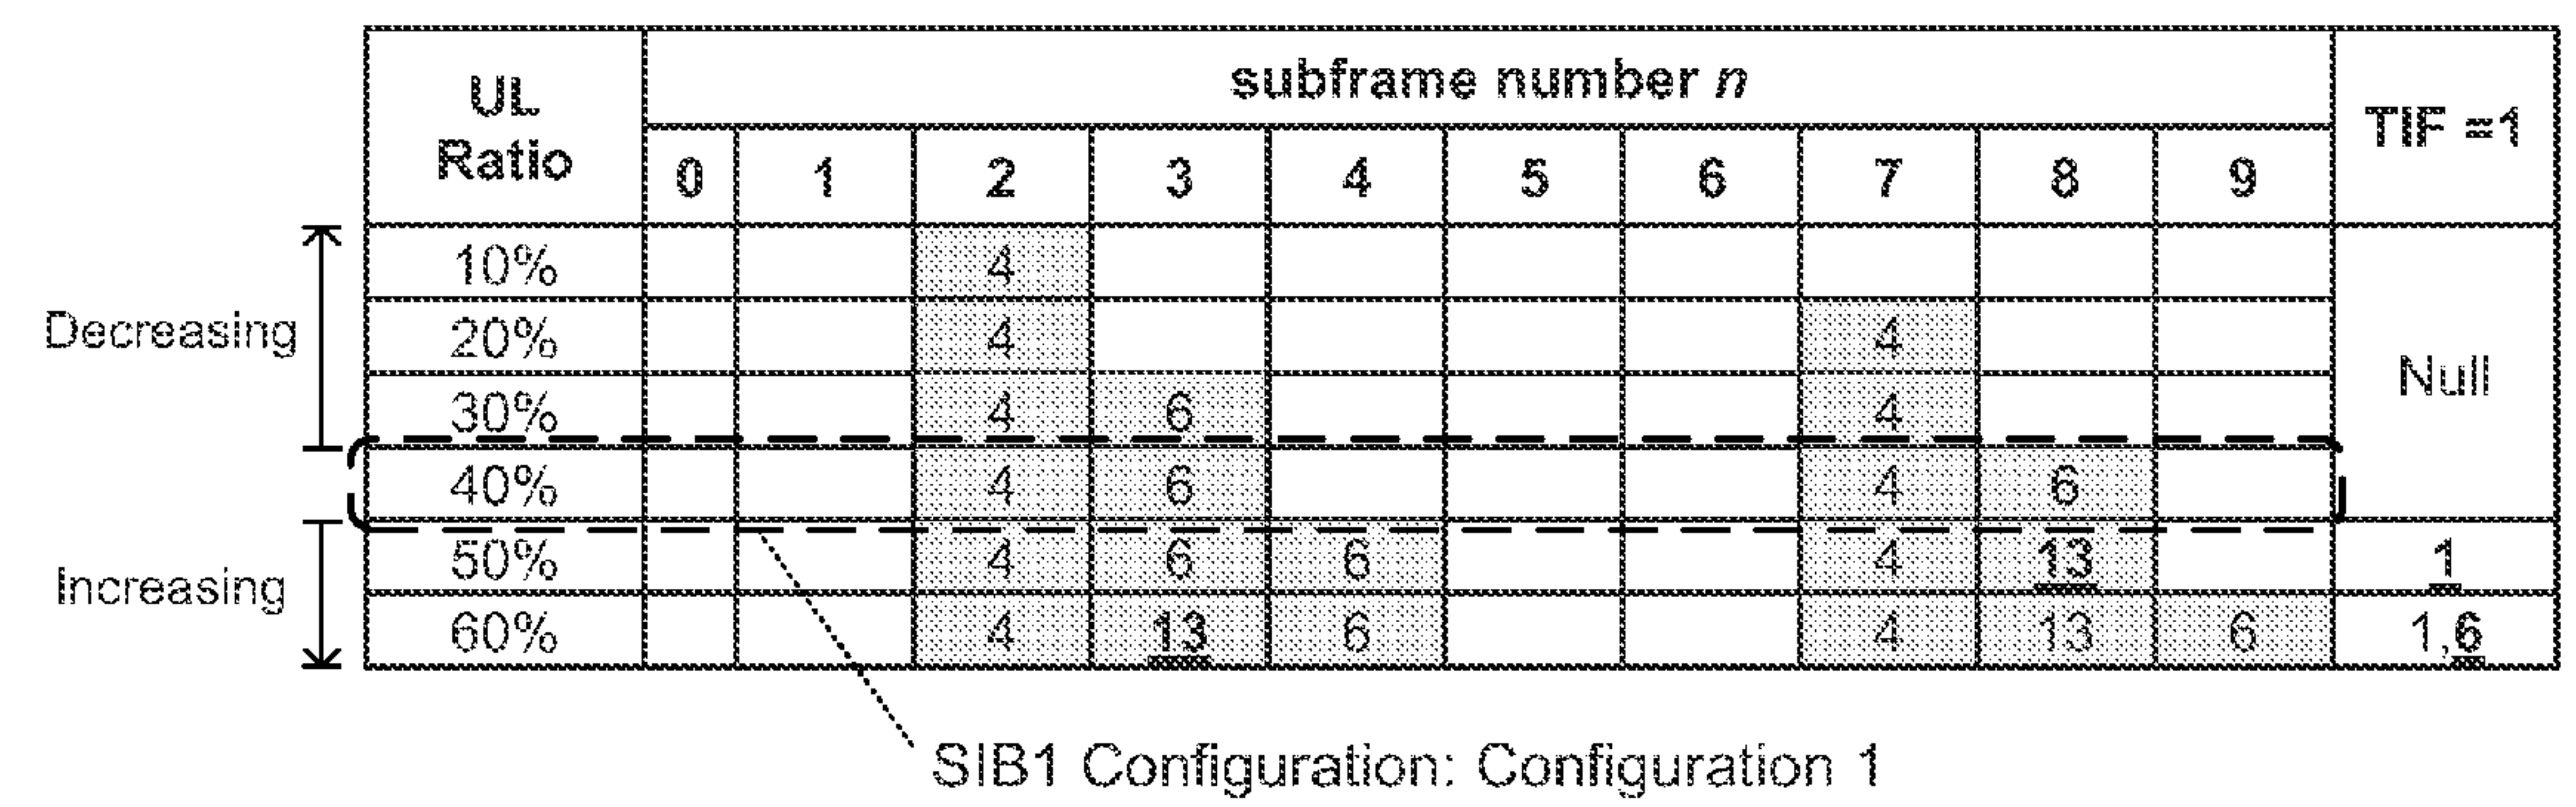 UL Ratio subframe number n TIF =1
0 1 2 3 4 5 6 7 8 9
10% 4
Decreasing 20% 4 4 Null
30% 4 6 4
40% 4 6 4 6
Increasing 50% 4 6 6 4 13 1
60% 4 13 6 4 13 6 1,6
SIB1 Configuration: Configuration 1